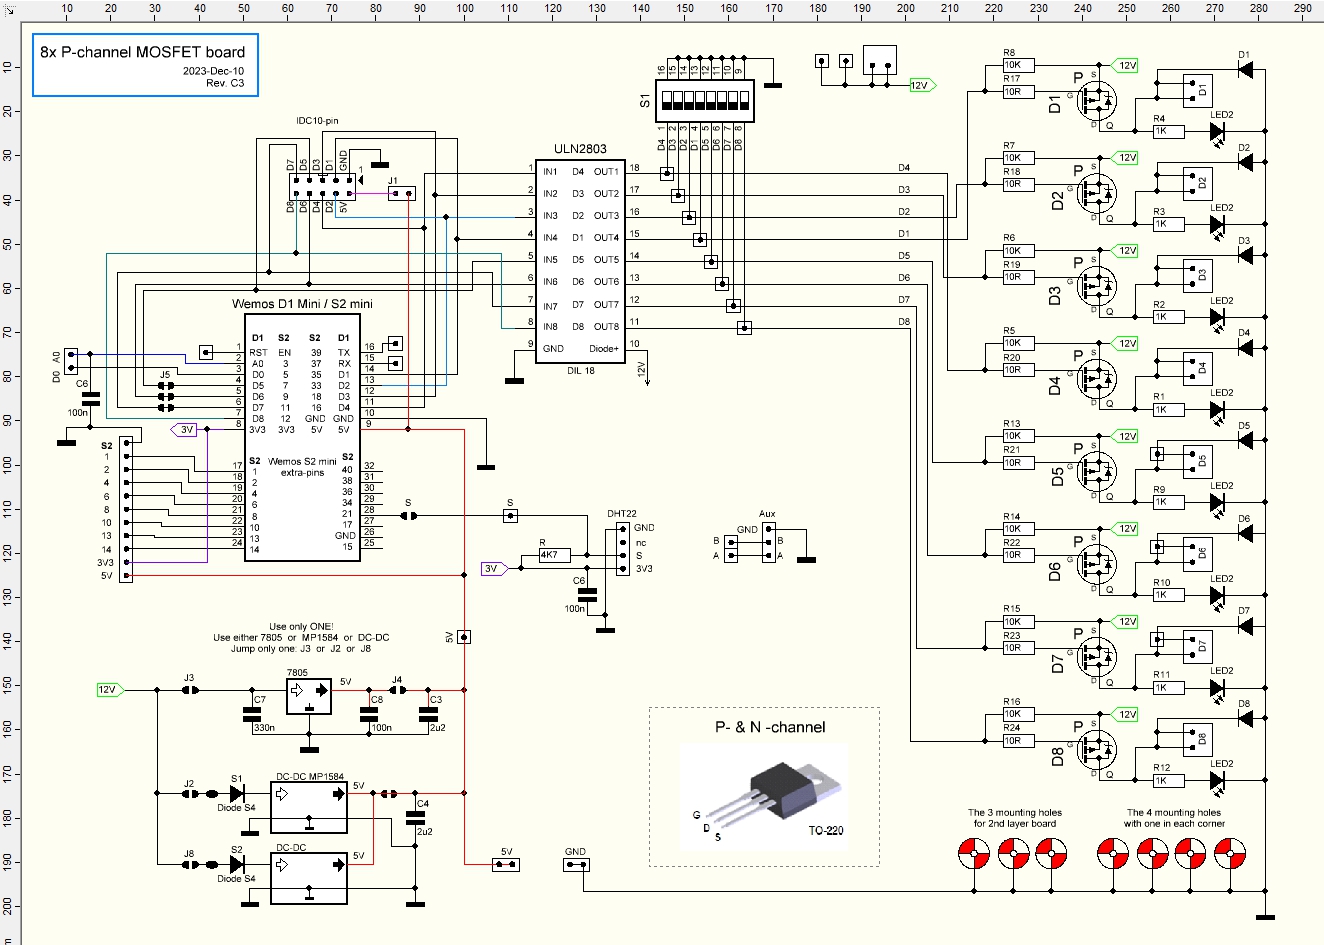 10 20 30 40 50 60 70 80 90 100 110 120 130 140 150 160 170 180 190 200 210 220 230 240 250 260 270 280 290
10
20
30
40
50
60
70
80
90
100
110
120
130
140
150
160
170
180
190
200
8x P-channel MOSFET board
2023-Dec-10
Rev. C3
IDC10-pin
D7 D5 D3 D1 GND
1
D8 D6 D4 D2 5V
J1
S1
16 15 14 13 12 11 10 9
1 2 3 4 5 6 7 8
D4 D3 D2 D1 D5 D6 D7 D8
12V
ULN2803
1 IN1 D4 OUT1 18 D4
2 IN2 D3 OUT2 17 D3
3 IN3 D2 OUT3 16 D2
4 IN4 D1 OUT4 15 D1
5 IN5 D5 OUT5 14 D5
6 IN6 D6 OUT6 13 D6
7 IN7 D7 OUT7 12 D7
8 IN8 D8 OUT8 11 D8
9 GND Diode+ 10
DIL 18
12V
Wemos D1 Mini / S2 mini
D1 S2 S2 D1
1 RST EN 39 TX 16
2 A0 3 37 RX 15
3 D0 5 35 D1 14
4 D5 7 33 D2 13
5 D6 9 18 D3 12
6 D7 11 16 D4 11
7 D8 12 GND GND 10
8 3V3 3V3 5V 5V 9
A0
D0
C6
100n
J5
3V
S2 Wemos S2 mini S2
extra-pins
17 1 40 32
18 2 38 31
19 4 36 30
20 6 34 29
21 8 21 28
22 10 17 27
23 13 GND 26
24 14 15 25
S2
1
2
4
6
8
10
13
14
3V3
5V
S
S
DHT22
GND
nc
S
3V3
R
4K7
3V
C6
100n
Aux
GND
B B
A A
Use only ONE!
Use either 7805 or MP1584 or DC-DC
Jump only one: J3 or J2 or J8
5V
12V
J3
7805
5V
J4
C7
330n
C8
100n
C3
2u2
J2
S1
Diode S4
DC-DC MP1584
5V
C4
2u2
J8
S2
Diode S4
DC-DC
5V
5V
GND
P- & N -channel
G
D
S
TO-220
R8
10K
R17
10R
12V
P
S
G
D1
D Q
D1
D1
R4
1K
LED2
R7
10K
R18
10R
12V
P
S
G
D2
D Q
D2
D2
R3
1K
LED2
R6
10K
R19
10R
12V
P
S
G
D3
D Q
D3
D3
R2
1K
LED2
R5
10K
R20
10R
12V
P
S
G
D4
D Q
D4
D4
R1
1K
LED2
R13
10K
R21
10R
12V
P
S
G
D5
D Q
D5
D5
R9
1K
LED2
R14
10K
R22
10R
12V
P
S
G
D6
D Q
D6
D6
R10
1K
LED2
R15
10K
R23
10R
12V
P
S
G
D7
D Q
D7
D7
R11
1K
LED2
R16
10K
R24
10R
12V
P
S
G
D8
D Q
D8
D8
R12
1K
LED2
The 3 mounting holes
for 2nd layer board
The 4 mounting holes
with one in each corner